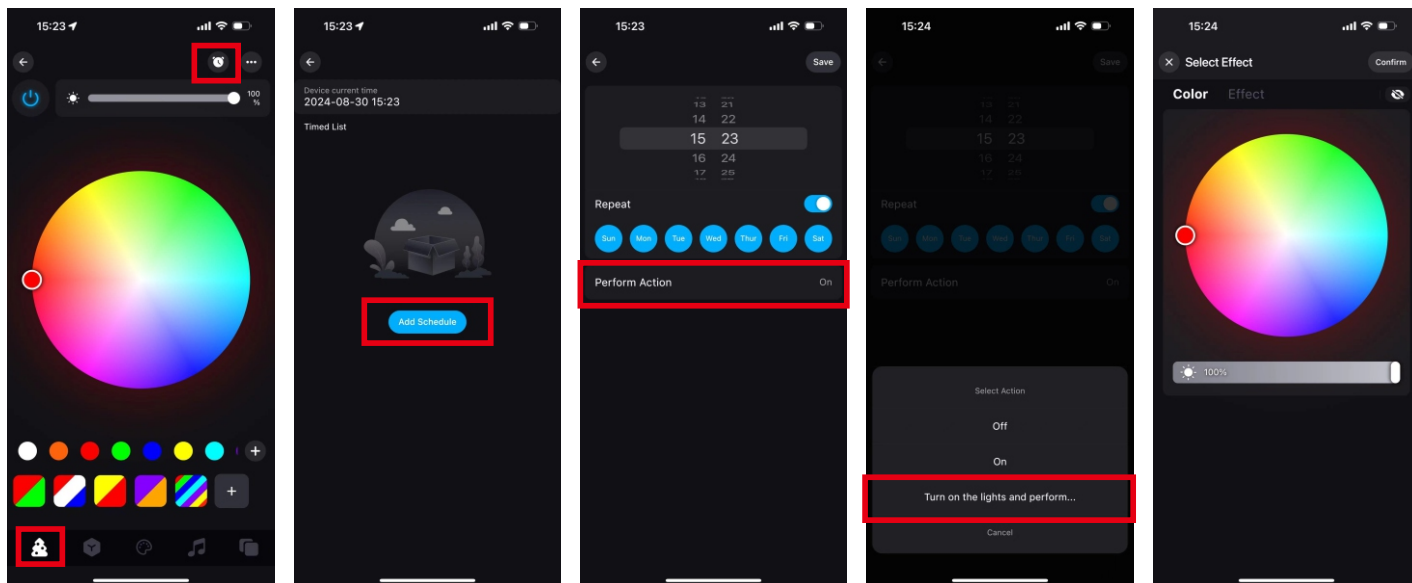 15:23
100
%
15:23
Device current time
2024-08-30 15:23
Timed List
Add Schedule
15:23
Save
13 21
14 22
15 23
16 24
17 25
Repeat
Sun Mon Tue Wed Thur Fri Sat
Perform Action On
15:24
Save
13 21
14 22
15 23
16 24
17 25
Repeat
Sun Mon Tue Wed Thur Fri Sat
Perform Action On
Select Action
Off
On
Turn on the lights and perform...
Cancel
15:24
Select Effect Confirm
Color Effect
100%